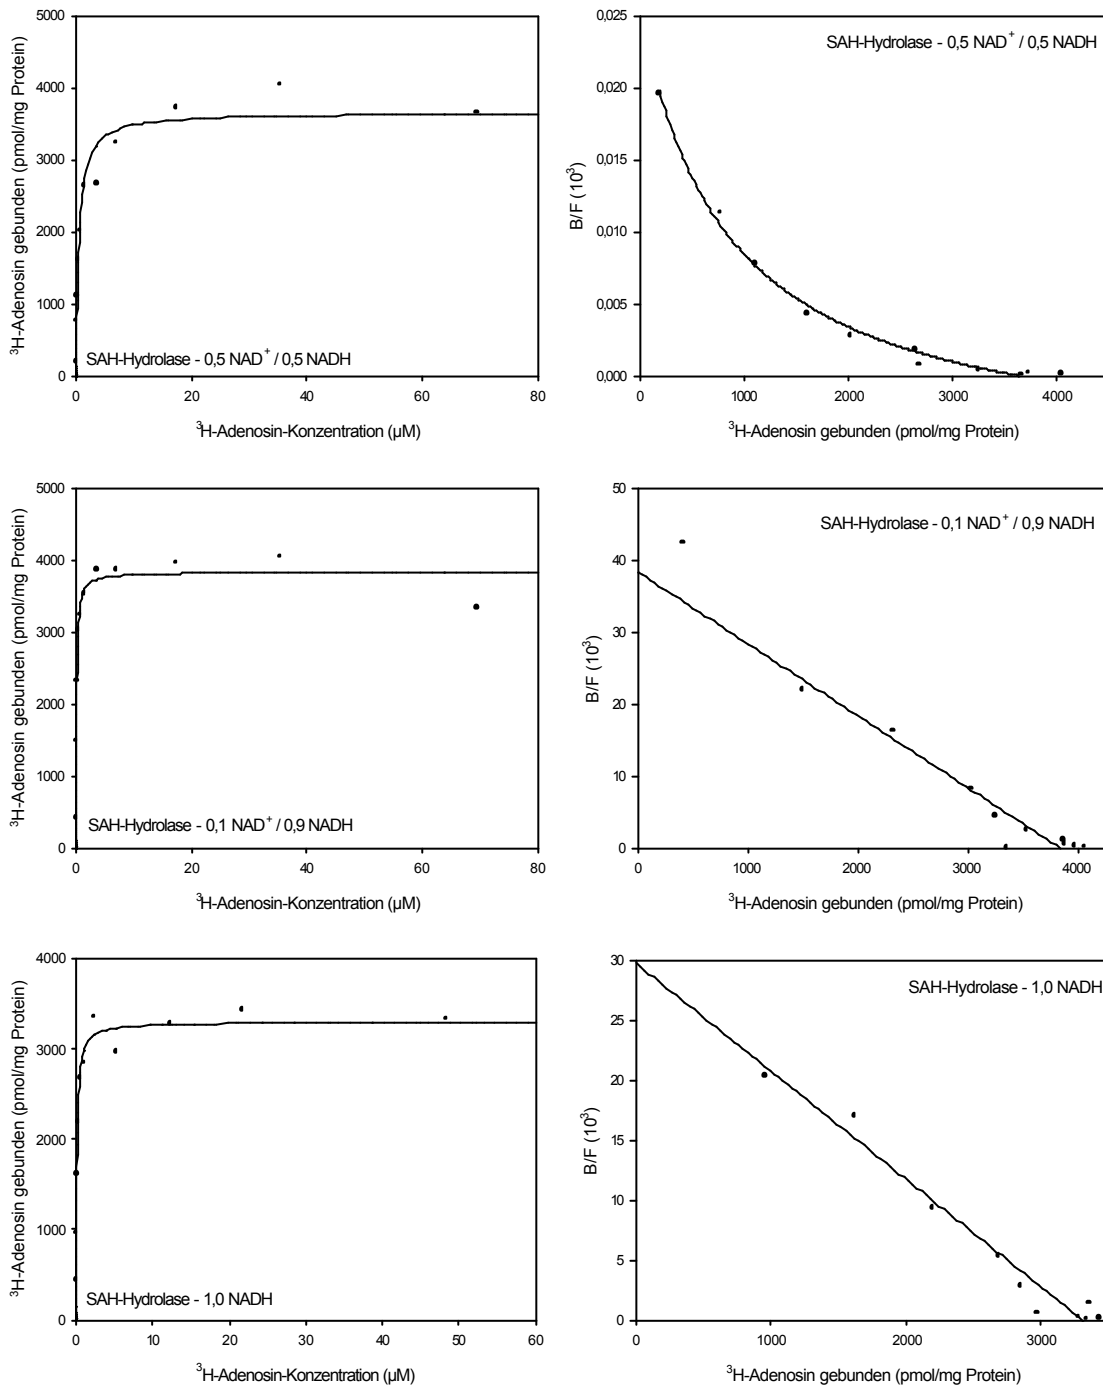 5000
4000
3000
2000
1000
0
³H-Adenosin gebunden (pmol/mg Protein)
SAH-Hydrolase - 0,5 NAD⁺ / 0,5 NADH
0 20 40 60 80
³H-Adenosin-Konzentration (µM)
0,025
0,020
0,015
0,010
0,005
0,000
B/F (10³)
SAH-Hydrolase - 0,5 NAD⁺ / 0,5 NADH
0 1000 2000 3000 4000
³H-Adenosin gebunden (pmol/mg Protein)
5000
4000
3000
2000
1000
0
³H-Adenosin gebunden (pmol/mg Protein)
SAH-Hydrolase - 0,1 NAD⁺ / 0,9 NADH
0 20 40 60 80
³H-Adenosin-Konzentration (µM)
50
40
30
20
10
0
B/F (10³)
SAH-Hydrolase - 0,1 NAD⁺ / 0,9 NADH
0 1000 2000 3000 4000
³H-Adenosin gebunden (pmol/mg Protein)
4000
3000
2000
1000
0
³H-Adenosin gebunden (pmol/mg Protein)
SAH-Hydrolase - 1,0 NADH
0 10 20 30 40 50 60
³H-Adenosin-Konzentration (µM)
30
25
20
15
10
5
0
B/F (10³)
SAH-Hydrolase - 1,0 NADH
0 1000 2000 3000
³H-Adenosin gebunden (pmol/mg Protein)